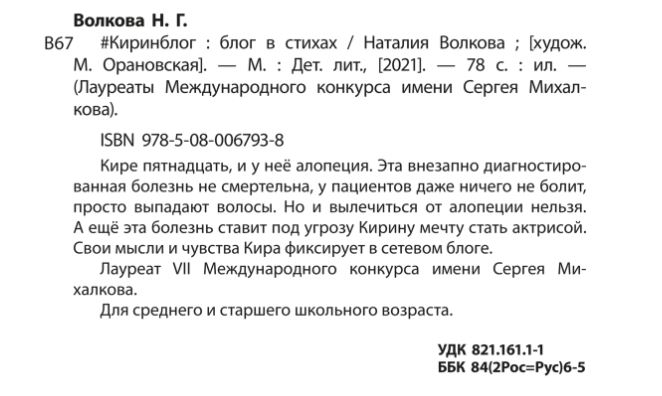 Волкова Н. Г.
В67 #Киринблог : блог в стихах / Наталия Волкова ; [худож.
М. Орановская]. — М. : Дет. лит., [2021]. — 78 с. : ил. —
(Лауреаты Международного конкурса имени Сергея Михал-
кова).
ISBN 978-5-08-006793-8
Кире пятнадцать, и у неё алопеция. Эта внезапно диагностиро-
ванная болезнь не смертельна, у пациентов даже ничего не болит,
просто выпадают волосы. Но и вылечиться от алопеции нельзя.
А ещё эта болезнь ставит под угрозу Кирину мечту стать актрисой.
Свои мысли и чувства Кира фиксирует в сетевом блоге.
Лауреат VII Международного конкурса имени Сергея Ми-
халкова.
Для среднего и старшего школьного возраста.
УДК 821.161.1-1
ББК 84(2Рос=Рус)6-5